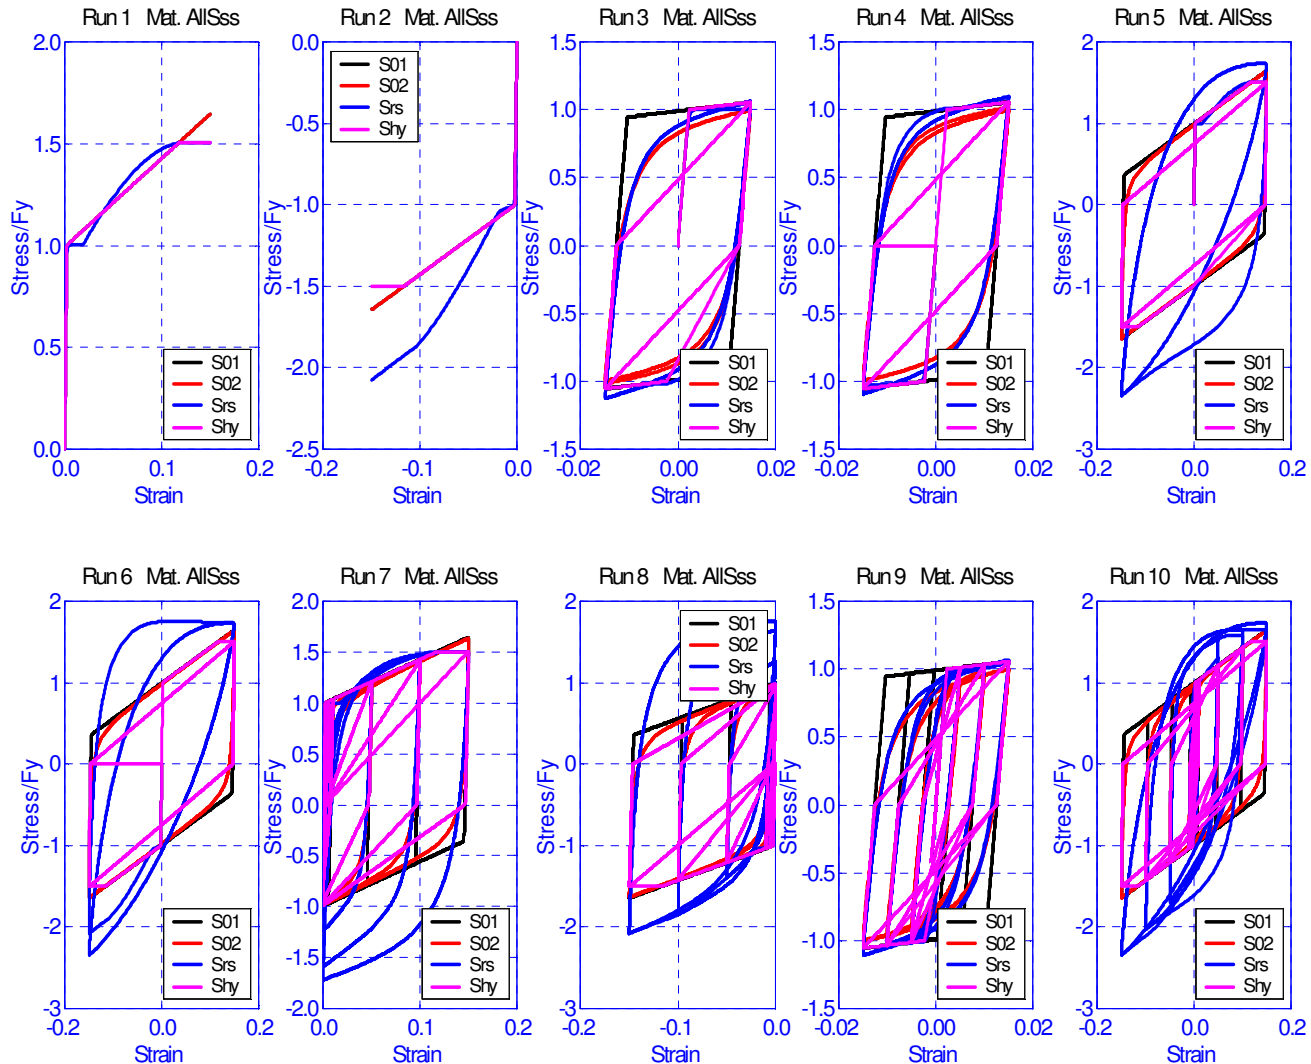 Run 1 Mat. AllSss
Stress/Fy
2.0
1.5
1.0
0.5
0.0
0.0
0.1
0.2
Strain
S01
S02
Srs
Shy
Run 2 Mat. AllSss
Stress/Fy
0.0
-0.5
-1.0
-1.5
-2.0
-2.5
-0.2
-0.1
0.0
Strain
S01
S02
Srs
Shy
Run 3 Mat. AllSss
Stress/Fy
1.5
1.0
0.5
0.0
-0.5
-1.0
-1.5
-0.02
0.00
0.02
Strain
S01
S02
Srs
Shy
Run 4 Mat. AllSss
Stress/Fy
1.5
1.0
0.5
0.0
-0.5
-1.0
-1.5
-0.02
0.00
0.02
Strain
S01
S02
Srs
Shy
Run 5 Mat. AllSss
Stress/Fy
2
1
0
-1
-2
-3
-0.2
0.0
0.2
Strain
S01
S02
Srs
Shy
Run 6 Mat. AllSss
Stress/Fy
2
1
0
-1
-2
-3
-0.2
0.0
0.2
Strain
S01
S02
Srs
Shy
Run 7 Mat. AllSss
Stress/Fy
2.0
1.5
1.0
0.5
0.0
-0.5
-1.0
-1.5
-2.0
0.0
0.1
0.2
Strain
S01
S02
Srs
Shy
Run 8 Mat. AllSss
Stress/Fy
2
1
0
-1
-2
-3
-0.2
-0.1
0.0
Strain
S01
S02
Srs
Shy
Run 9 Mat. AllSss
Stress/Fy
1.5
1.0
0.5
0.0
-0.5
-1.0
-1.5
-0.02
0.00
0.02
Strain
S01
S02
Srs
Shy
Run 10 Mat. AllSss
Stress/Fy
2
1
0
-1
-2
-3
-0.2
0.0
0.2
Strain
S01
S02
Srs
Shy